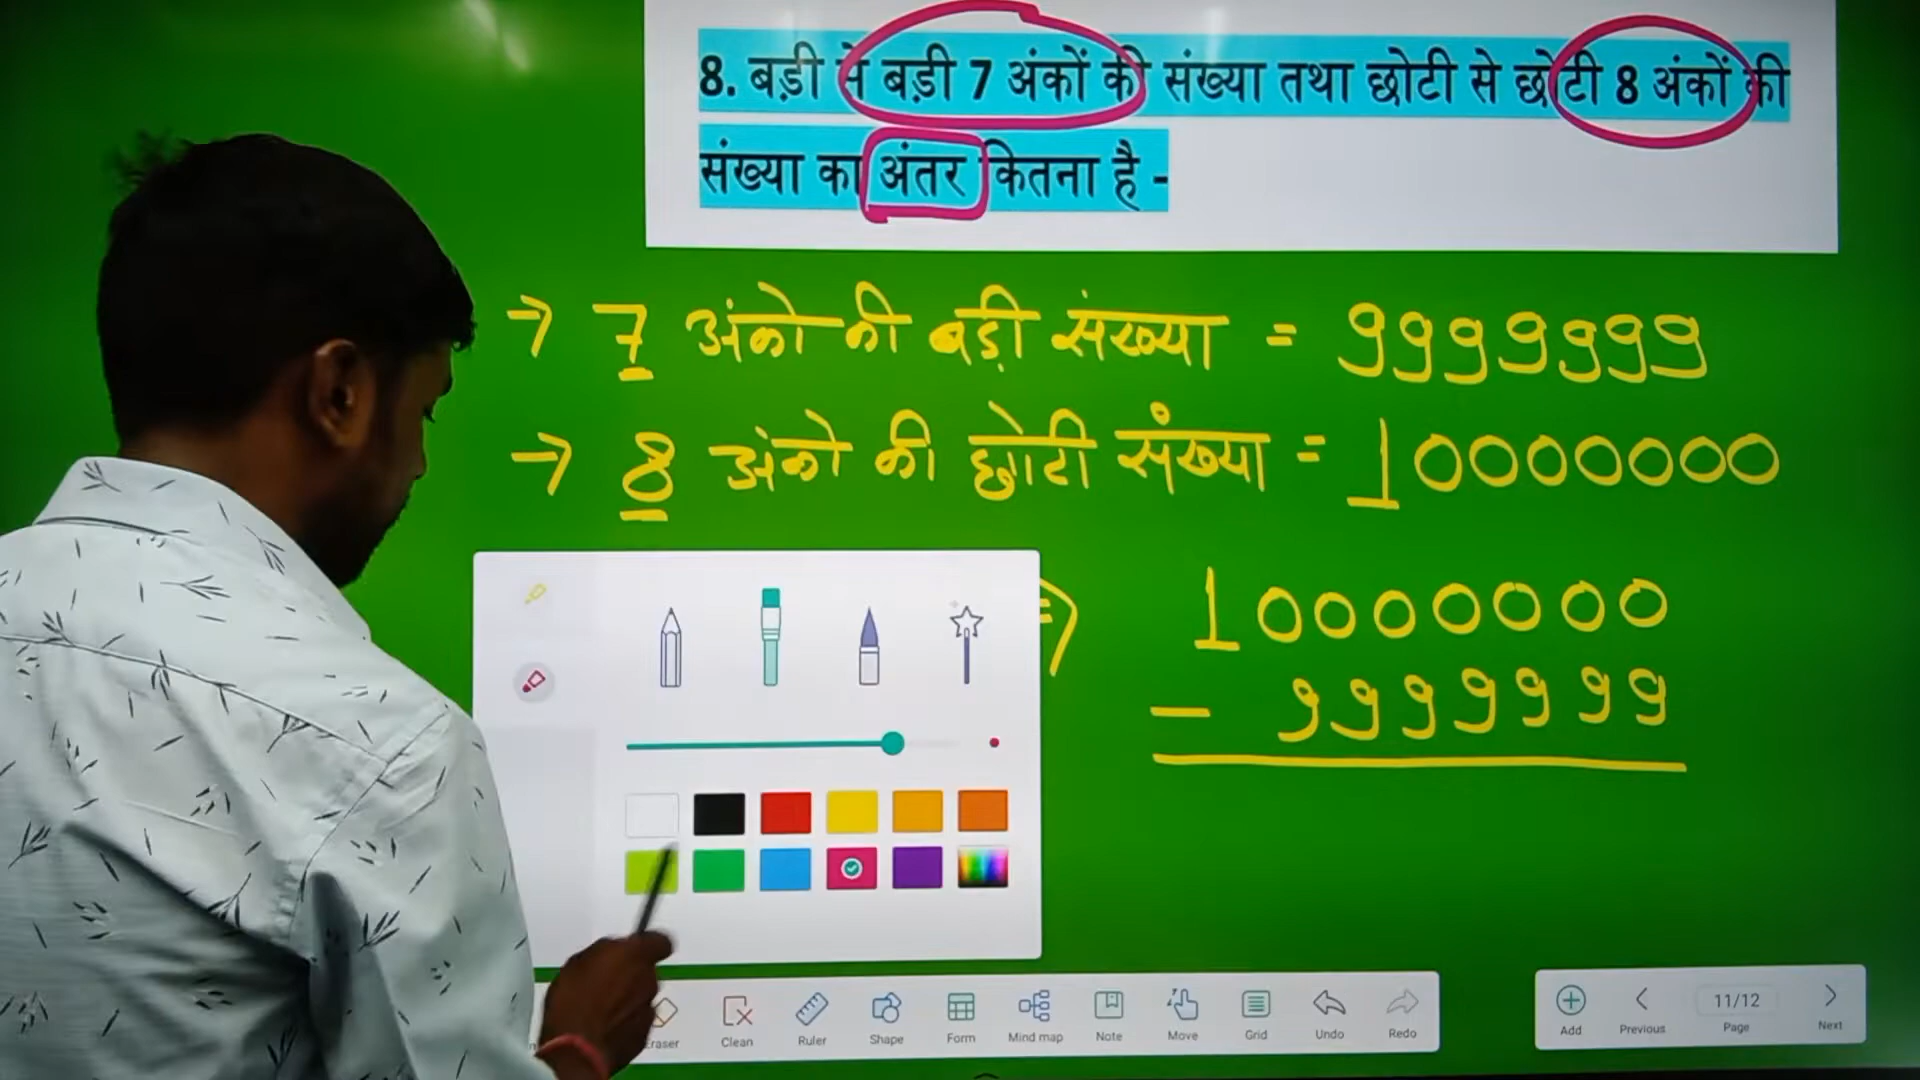 8. बड़ी से बड़ी 7 अंकों की संख्या तथा छोटी से छोटी 8 अंकों की
संख्या का अंतर कितना है -
→ 7 अंको की बड़ी संख्या = 9999999
→ 8 अंको की छोटी संख्या = 10000000
⇒ 10000000
- 9999999
Eraser Clean Ruler Shape Form Mind map Note Move Grid Undo Redo
Add Previous 11/12 Page Next